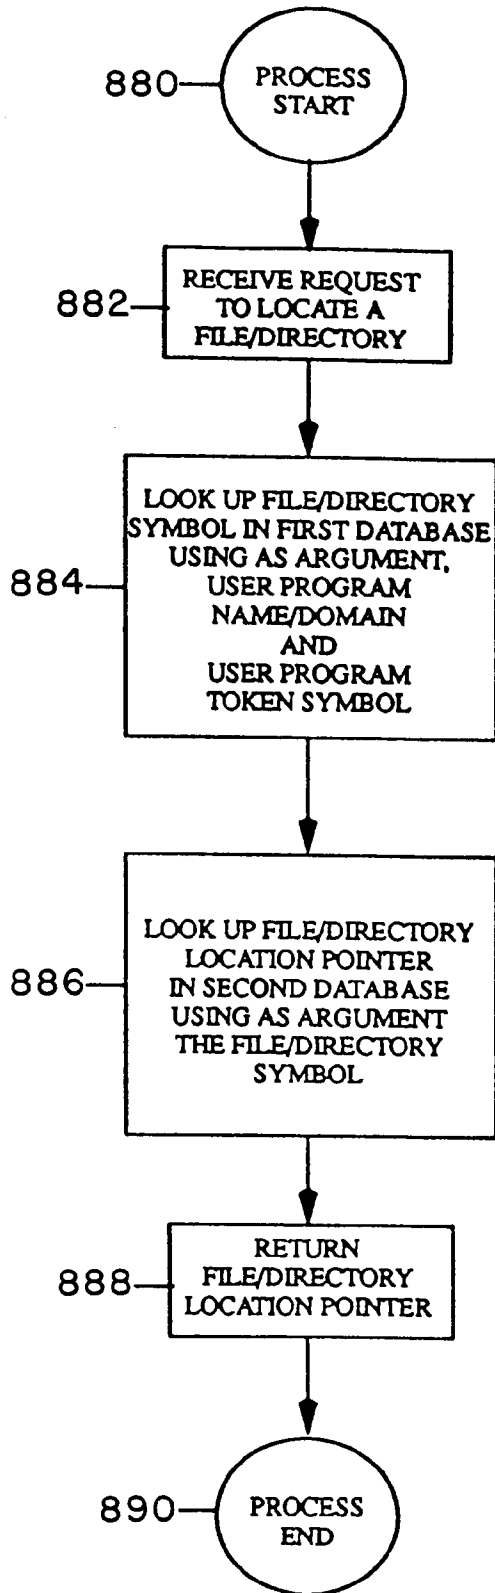 880
PROCESS
START
882
RECEIVE REQUEST
TO LOCATE A
FILE/DIRECTORY
884
LOOK UP FILE/DIRECTORY
SYMBOL IN FIRST DATABASE
USING AS ARGUMENT,
USER PROGRAM
NAME/DOMAIN
AND
USER PROGRAM
TOKEN SYMBOL
886
LOOK UP FILE/DIRECTORY
LOCATION POINTER
IN SECOND DATABASE
USING AS ARGUMENT
THE FILE/DIRECTORY
SYMBOL
888
RETURN
FILE/DIRECTORY
LOCATION POINTER
890
PROCESS
END